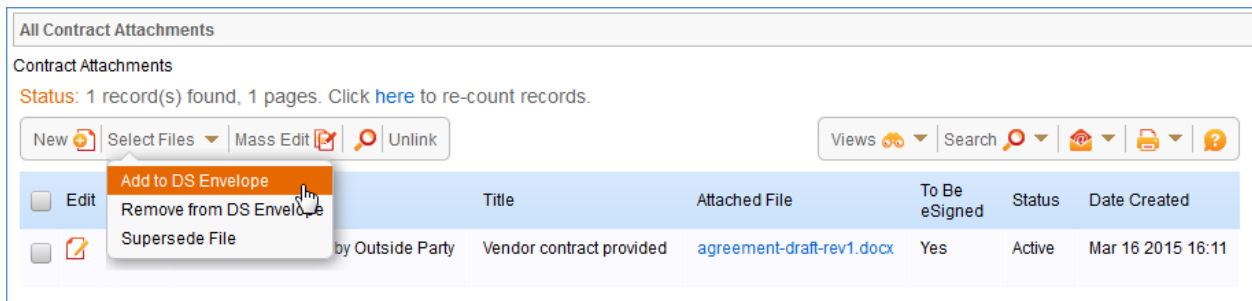 All Contract Attachments
Contract Attachments
Status: 1 record(s) found, 1 pages. Click here to re-count records.
New Select Files Mass Edit Unlink Views Search
Add to DS Envelope
Remove from DS Envelope
Supersede File
Edit Title Attached File To Be eSigned Status Date Created
by Outside Party Vendor contract provided agreement-draft-rev1.docx Yes Active Mar 16 2015 16:11